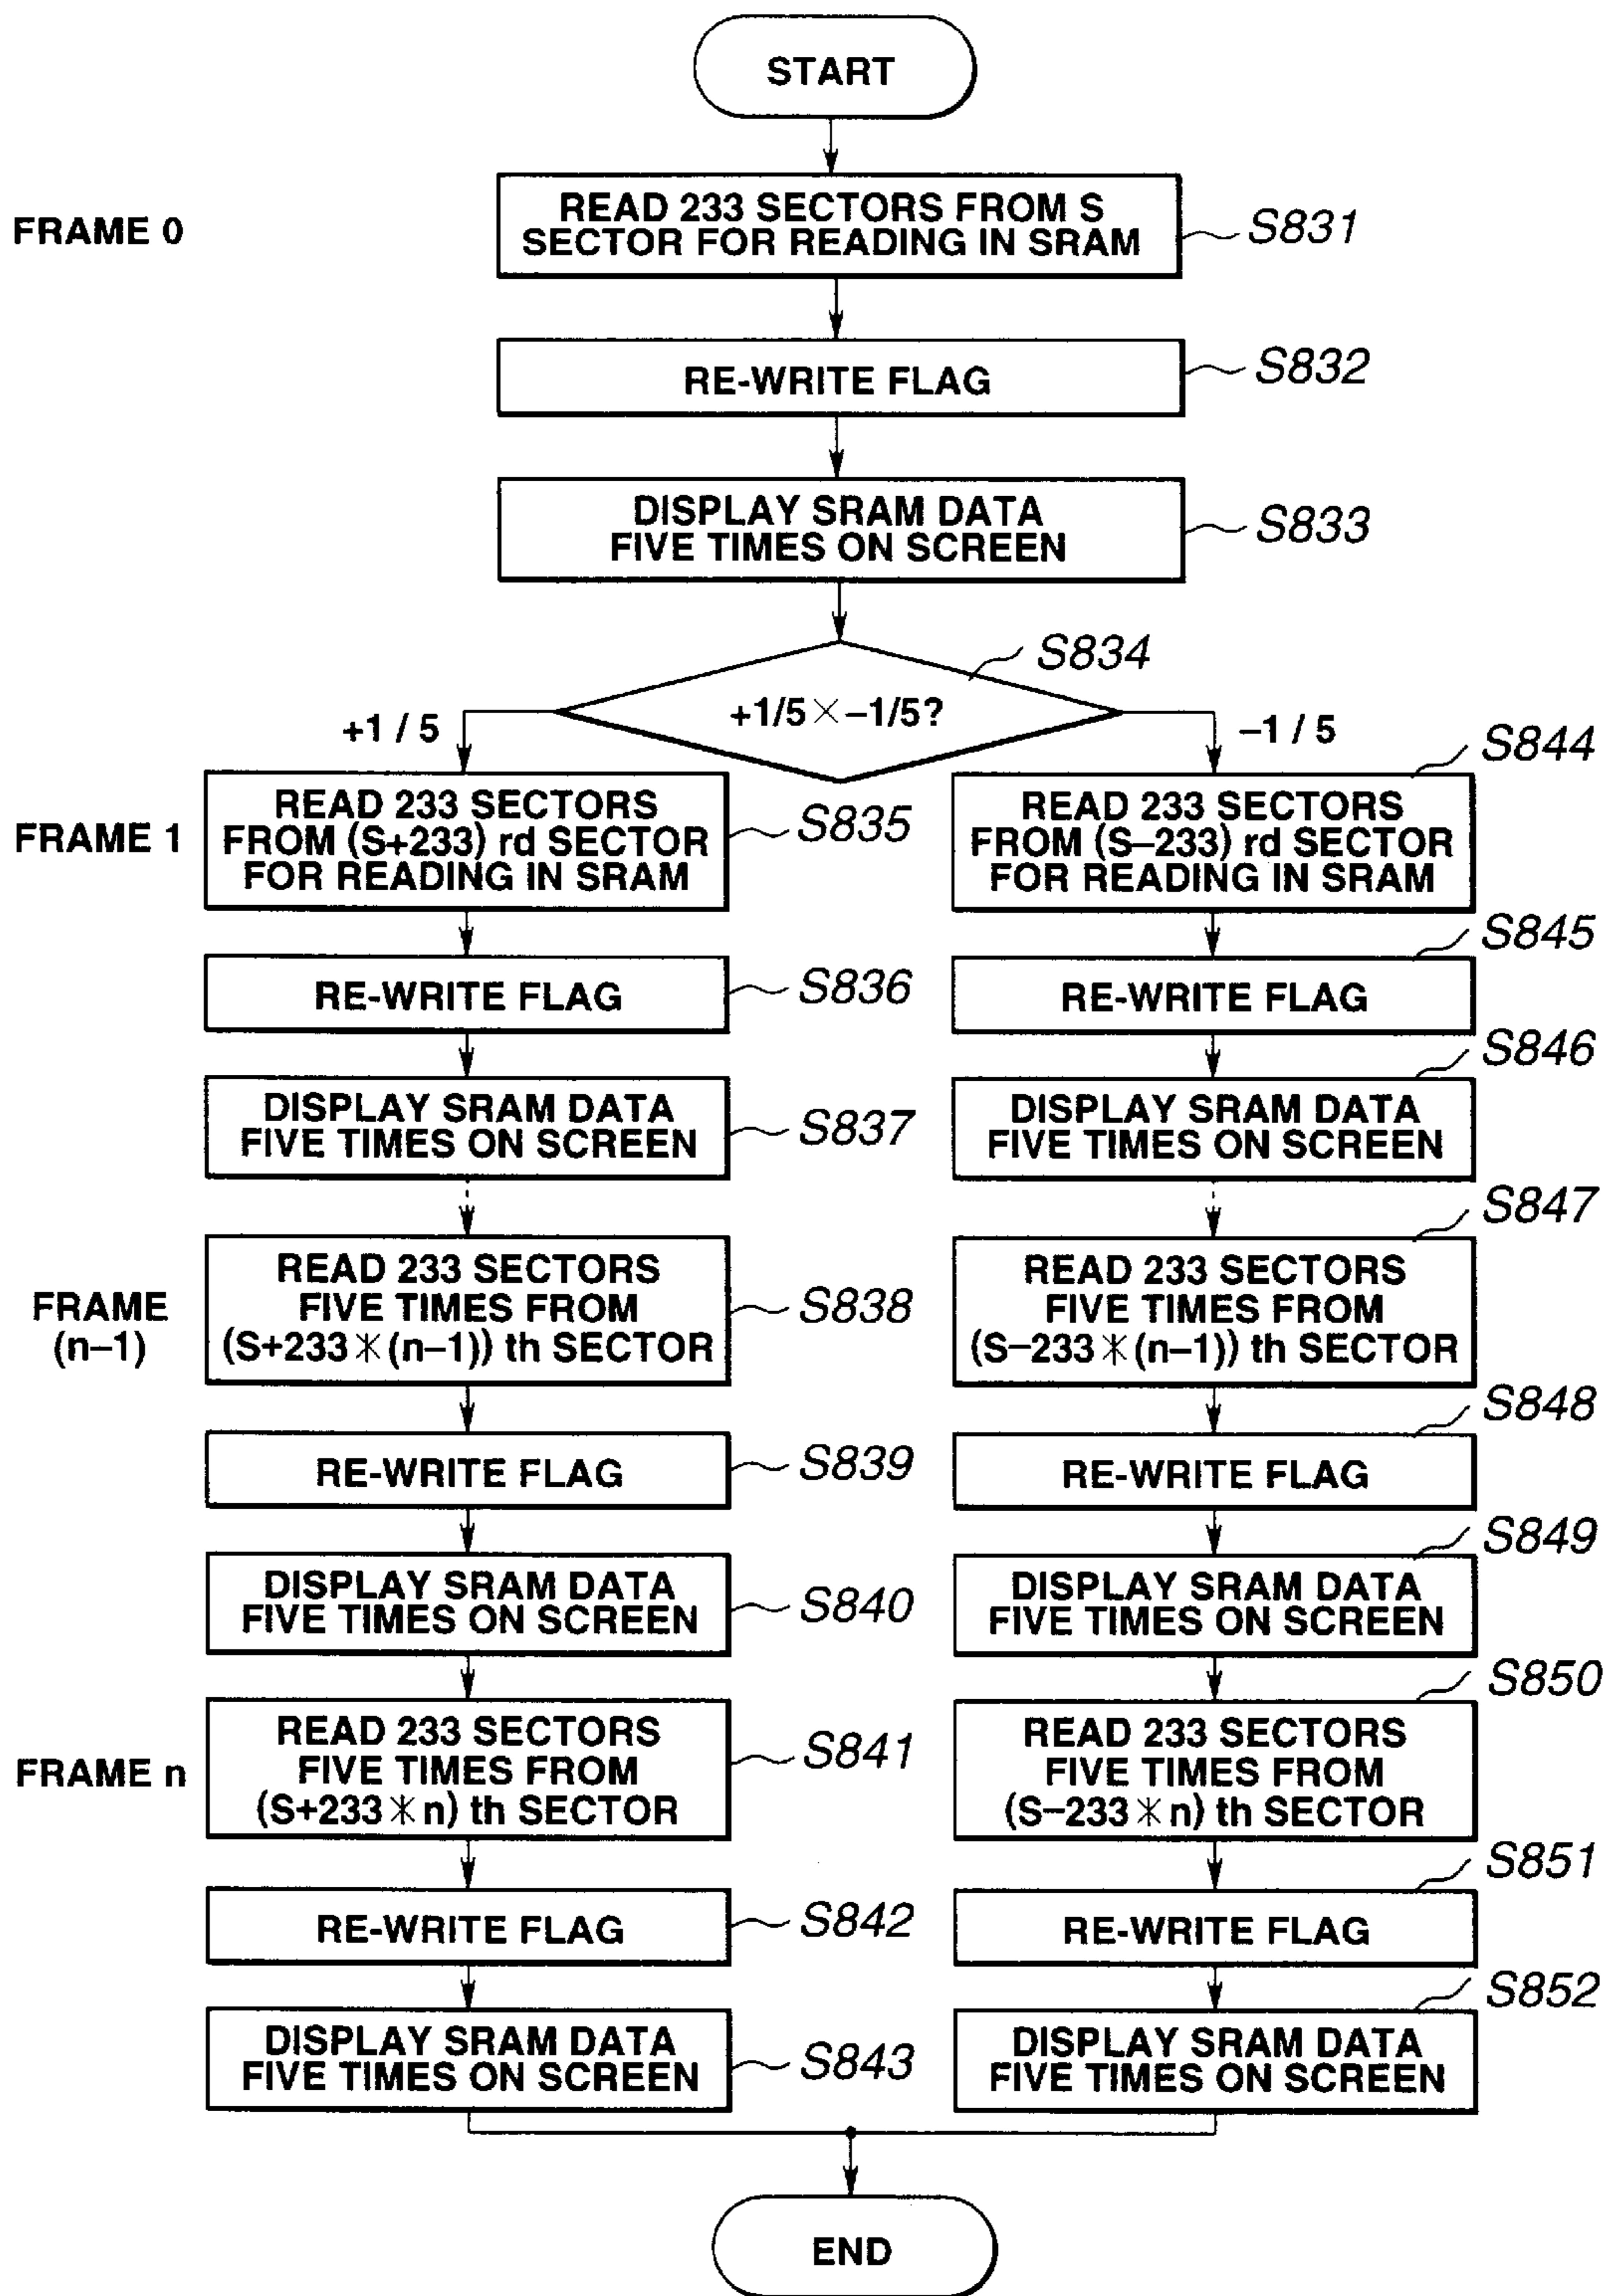 START
FRAME 0
READ 233 SECTORS FROM S
SECTOR FOR READING IN SRAM
S831
RE-WRITE FLAG
S832
DISPLAY SRAM DATA
FIVE TIMES ON SCREEN
S833
S834
+1/5×−1/5?
+1 / 5
−1 / 5
FRAME 1
READ 233 SECTORS
FROM (S+233) rd SECTOR
FOR READING IN SRAM
S835
READ 233 SECTORS
FROM (S−233) rd SECTOR
FOR READING IN SRAM
S844
RE-WRITE FLAG
S836
RE-WRITE FLAG
S845
DISPLAY SRAM DATA
FIVE TIMES ON SCREEN
S837
DISPLAY SRAM DATA
FIVE TIMES ON SCREEN
S846
FRAME
(n−1)
READ 233 SECTORS
FIVE TIMES FROM
(S+233*(n−1)) th SECTOR
S838
READ 233 SECTORS
FIVE TIMES FROM
(S−233*(n−1)) th SECTOR
S847
RE-WRITE FLAG
S839
RE-WRITE FLAG
S848
DISPLAY SRAM DATA
FIVE TIMES ON SCREEN
S840
DISPLAY SRAM DATA
FIVE TIMES ON SCREEN
S849
FRAME n
READ 233 SECTORS
FIVE TIMES FROM
(S+233*n) th SECTOR
S841
READ 233 SECTORS
FIVE TIMES FROM
(S−233*n) th SECTOR
S850
RE-WRITE FLAG
S842
RE-WRITE FLAG
S851
DISPLAY SRAM DATA
FIVE TIMES ON SCREEN
S843
DISPLAY SRAM DATA
FIVE TIMES ON SCREEN
S852
END